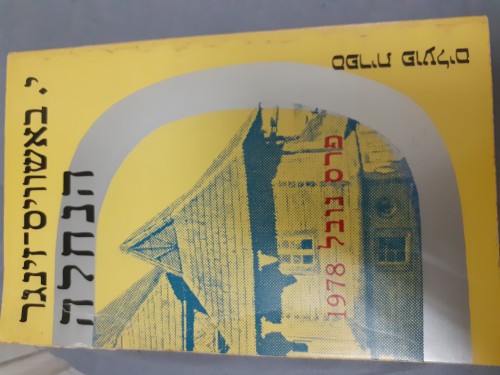 י. באשוויס-זינגר
הנחלה
פרס נובל 1978
ספרית פועלים